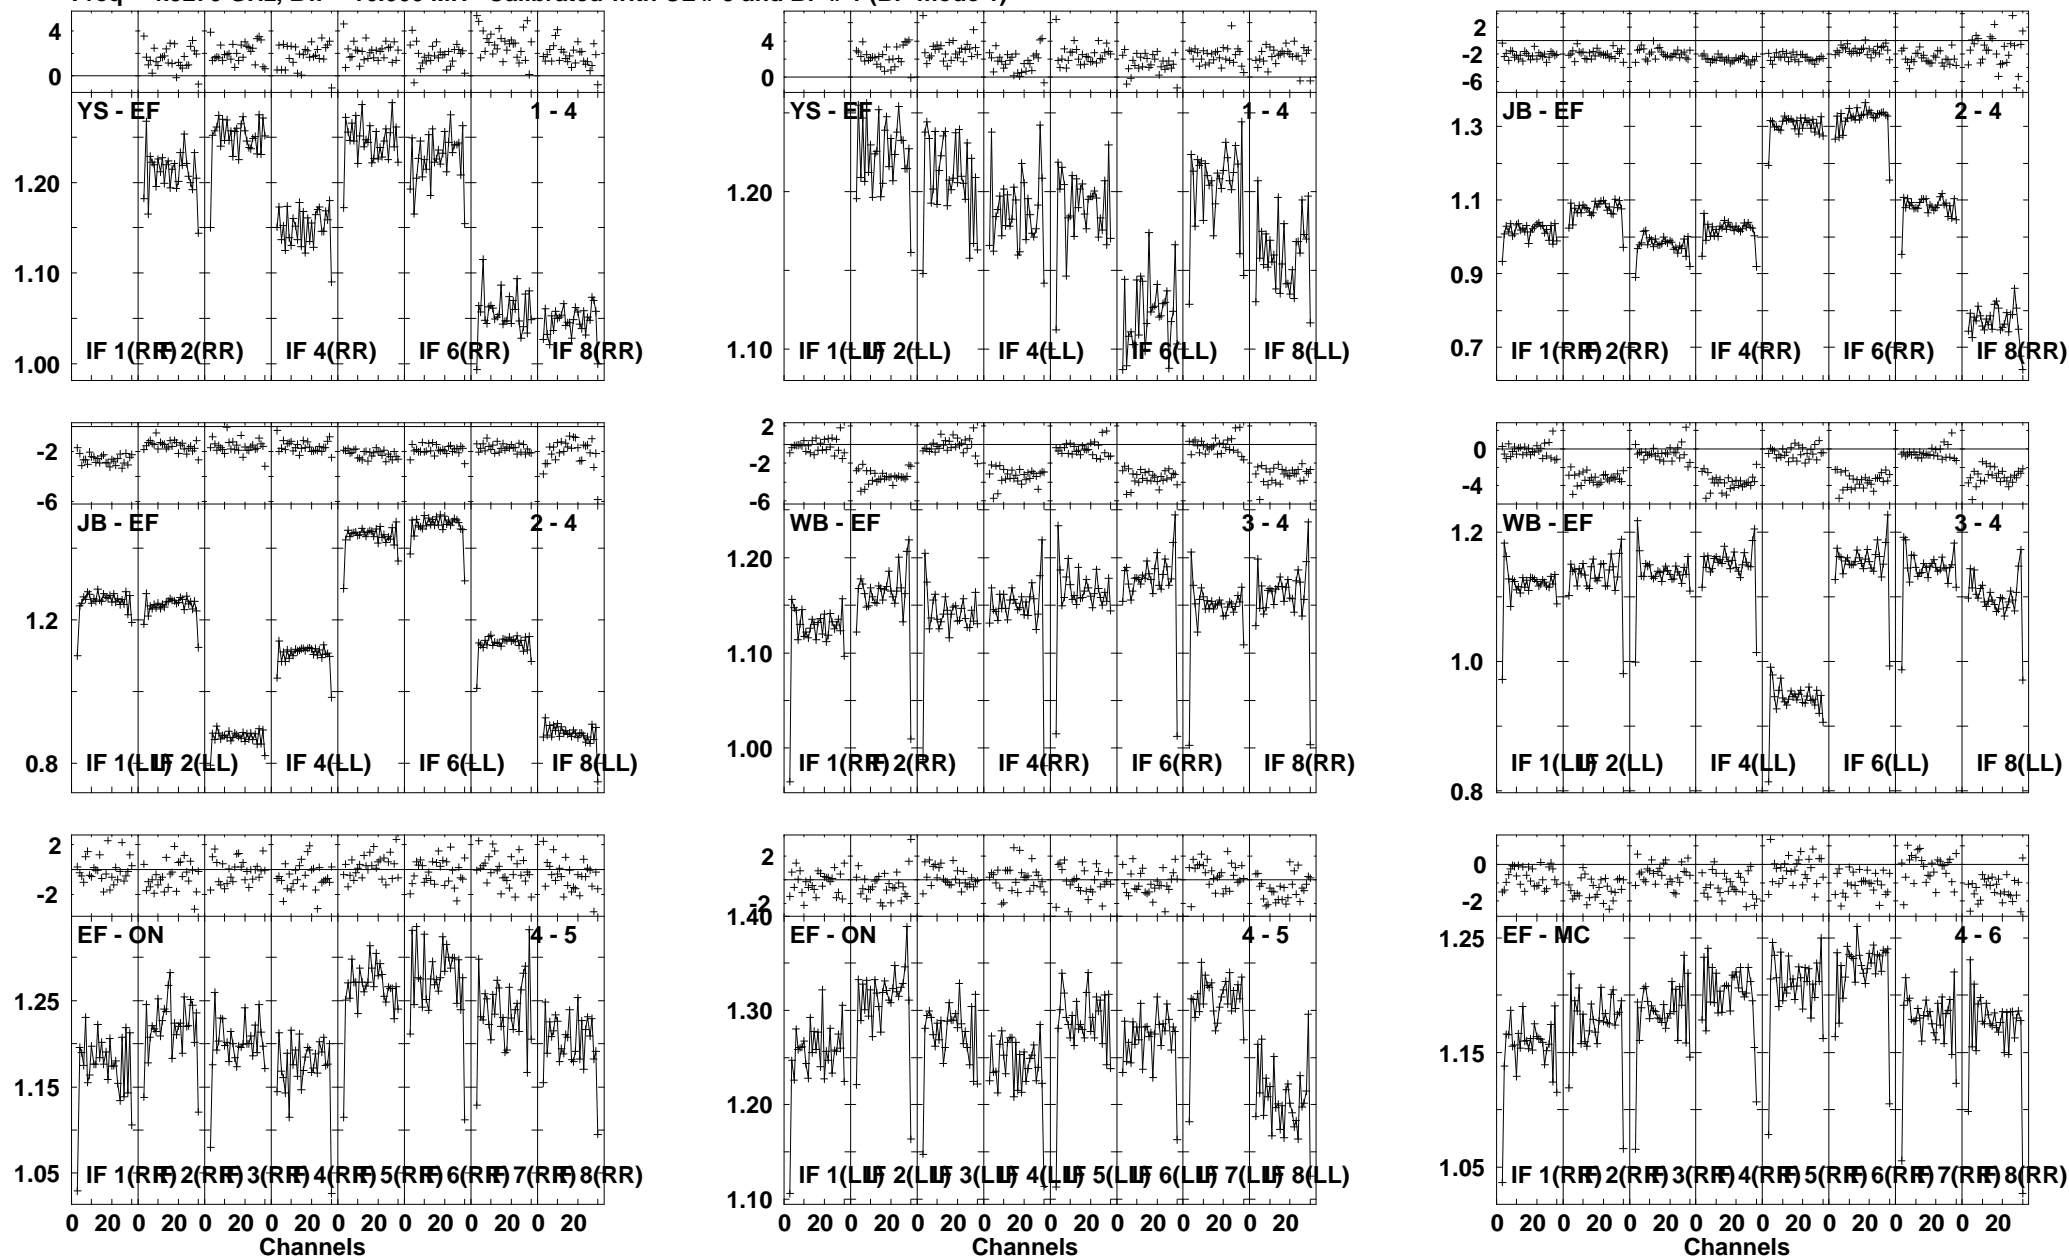 4 0 4 0 2 -2 -6
YS - EF 1 - 4 YS - EF 1 - 4 JB - EF 2 - 4
1.20 1.10 1.00 1.20 1.10 1.3 1.1 0.9 0.7
IF 1(RR) IF 2(RR) IF 4(RR) IF 6(RR) IF 8(RR) IF 1(LL) IF 2(LL) IF 4(LL) IF 6(LL) IF 8(LL) IF 1(RR) IF 2(RR) IF 4(RR) IF 6(RR) IF 8(RR)
-2 -6 2 -2 -6 0 -4
JB - EF 2 - 4 WB - EF 3 - 4 WB - EF 3 - 4
1.2 0.8 1.20 1.10 1.00 1.2 1.0 0.8
IF 1(LL) IF 2(LL) IF 4(LL) IF 6(LL) IF 8(LL) IF 1(RR) IF 2(RR) IF 4(RR) IF 6(RR) IF 8(RR) IF 1(LL) IF 2(LL) IF 4(LL) IF 6(LL) IF 8(LL)
2 -2 2 -2 0 -2
EF - ON 4 - 5 EF - ON 4 - 5 EF - MC 4 - 6
1.25 1.15 1.05 1.40 1.30 1.20 1.10 1.25 1.15 1.05
IF 1(RR) IF 2(RR) IF 3(RR) IF 4(RR) IF 5(RR) IF 6(RR) IF 7(RR) IF 8(RR) IF 1(LL) IF 2(LL) IF 3(LL) IF 4(LL) IF 5(LL) IF 6(LL) IF 7(LL) IF 8(LL) IF 1(RR) IF 2(RR) IF 3(RR) IF 4(RR) IF 5(RR) IF 6(RR) IF 7(RR) IF 8(RR)
0 20 0 20 0 20 0 20 0 20 0 20 0 20 0 20 0 20 0 20 0 20 0 20 0 20 0 20 0 20 0 20 0 20 0 20 0 20 0 20 0 20 0 20 0 20 0 20
Channels Channels